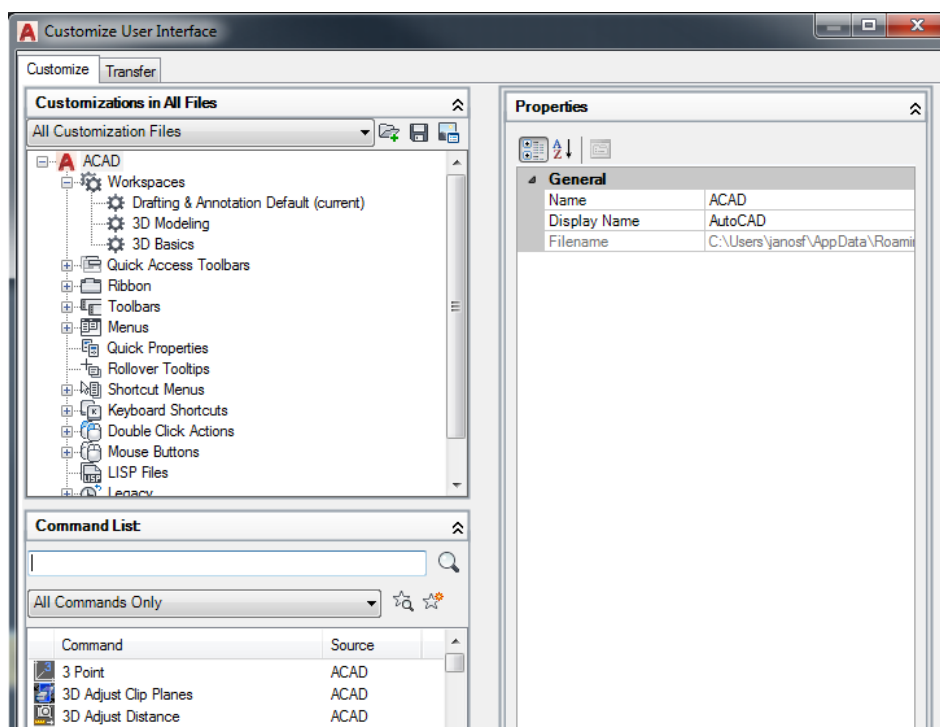 Customize User Interface
Customize Transfer
Customizations in All Files
All Customization Files
ACAD
Workspaces
Drafting & Annotation Default (current)
3D Modeling
3D Basics
Quick Access Toolbars
Ribbon
Toolbars
Menus
Quick Properties
Rollover Tooltips
Shortcut Menus
Keyboard Shortcuts
Double Click Actions
Mouse Buttons
LISP Files
Legacy
Command List:
All Commands Only
Command Source
3 Point ACAD
3D Adjust Clip Planes ACAD
3D Adjust Distance ACAD
Properties
General
Name ACAD
Display Name AutoCAD
Filename C:\Users\janosf\AppData\Roami